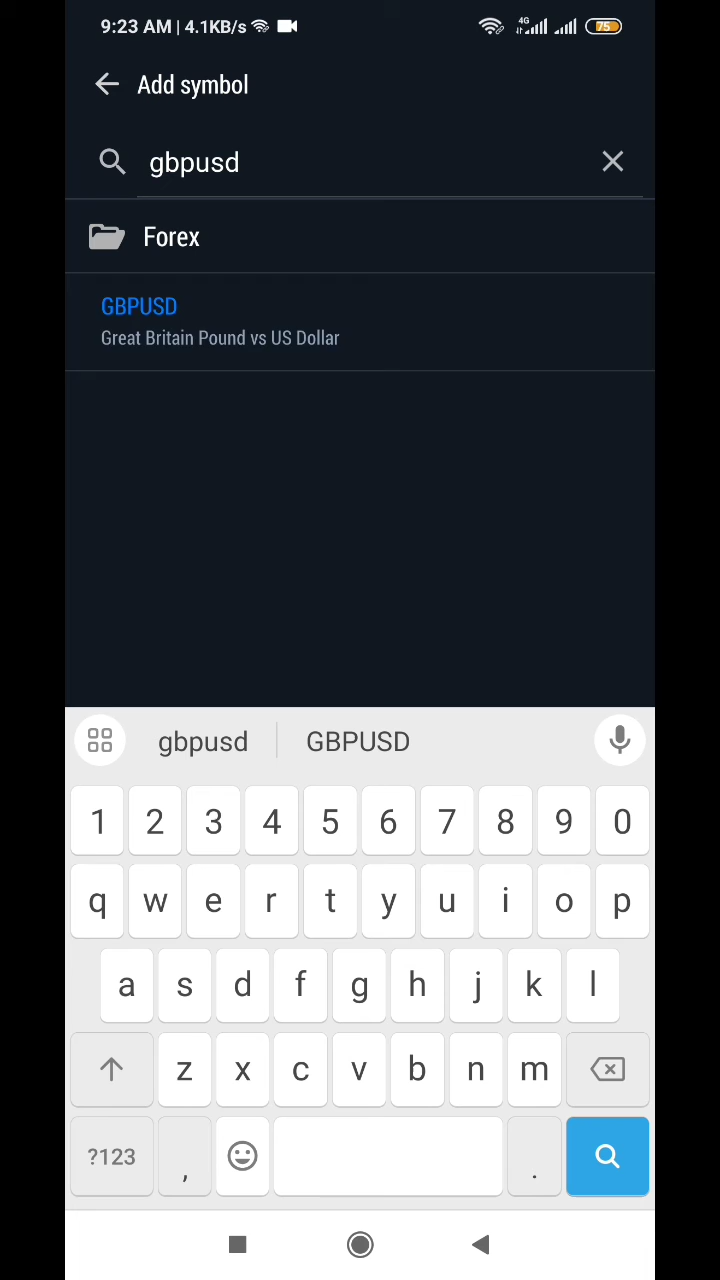 9:23 AM | 4.1KB/s 4G 75
Add symbol
gbpusd
Forex
GBPUSD
Great Britain Pound vs US Dollar
gbpusd GBPUSD
1 2 3 4 5 6 7 8 9 0
q w e r t y u i o p
a s d f g h j k l
z x c v b n m
?123 , .